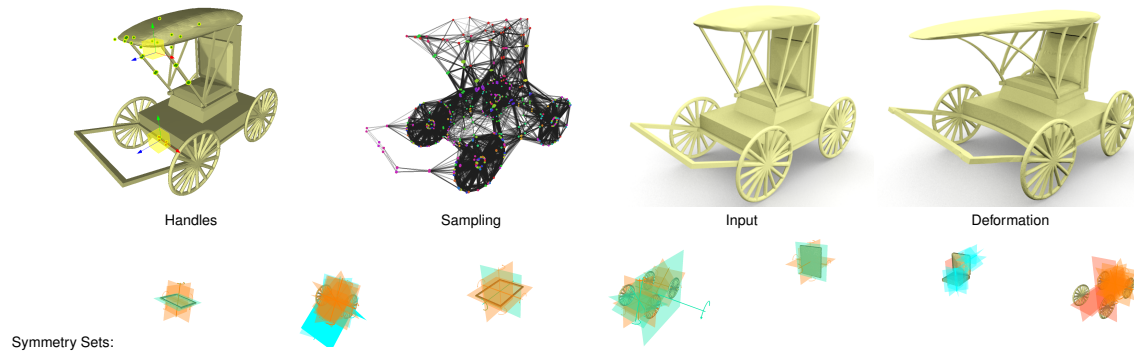 Handles
Sampling
Input
Deformation
Symmetry Sets: